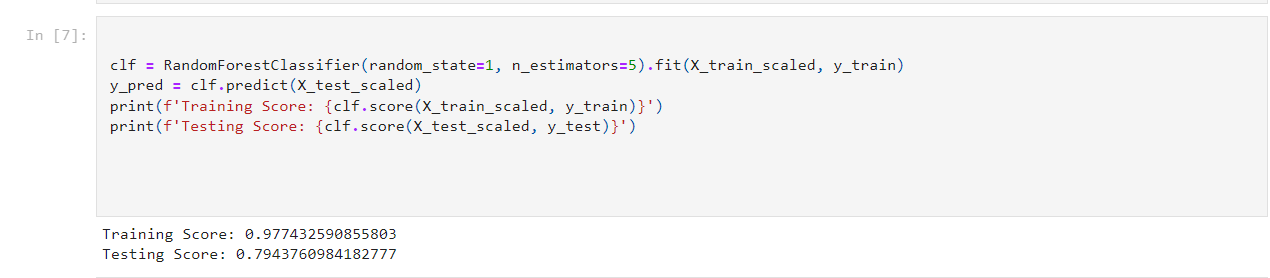 In [7]:
clf = RandomForestClassifier(random_state=1, n_estimators=5).fit(X_train_scaled, y_train)
y_pred = clf.predict(X_test_scaled)
print(f'Training Score: {clf.score(X_train_scaled, y_train)}')
print(f'Testing Score: {clf.score(X_test_scaled, y_test)}')
Training Score: 0.977432590855803
Testing Score: 0.7943760984182777